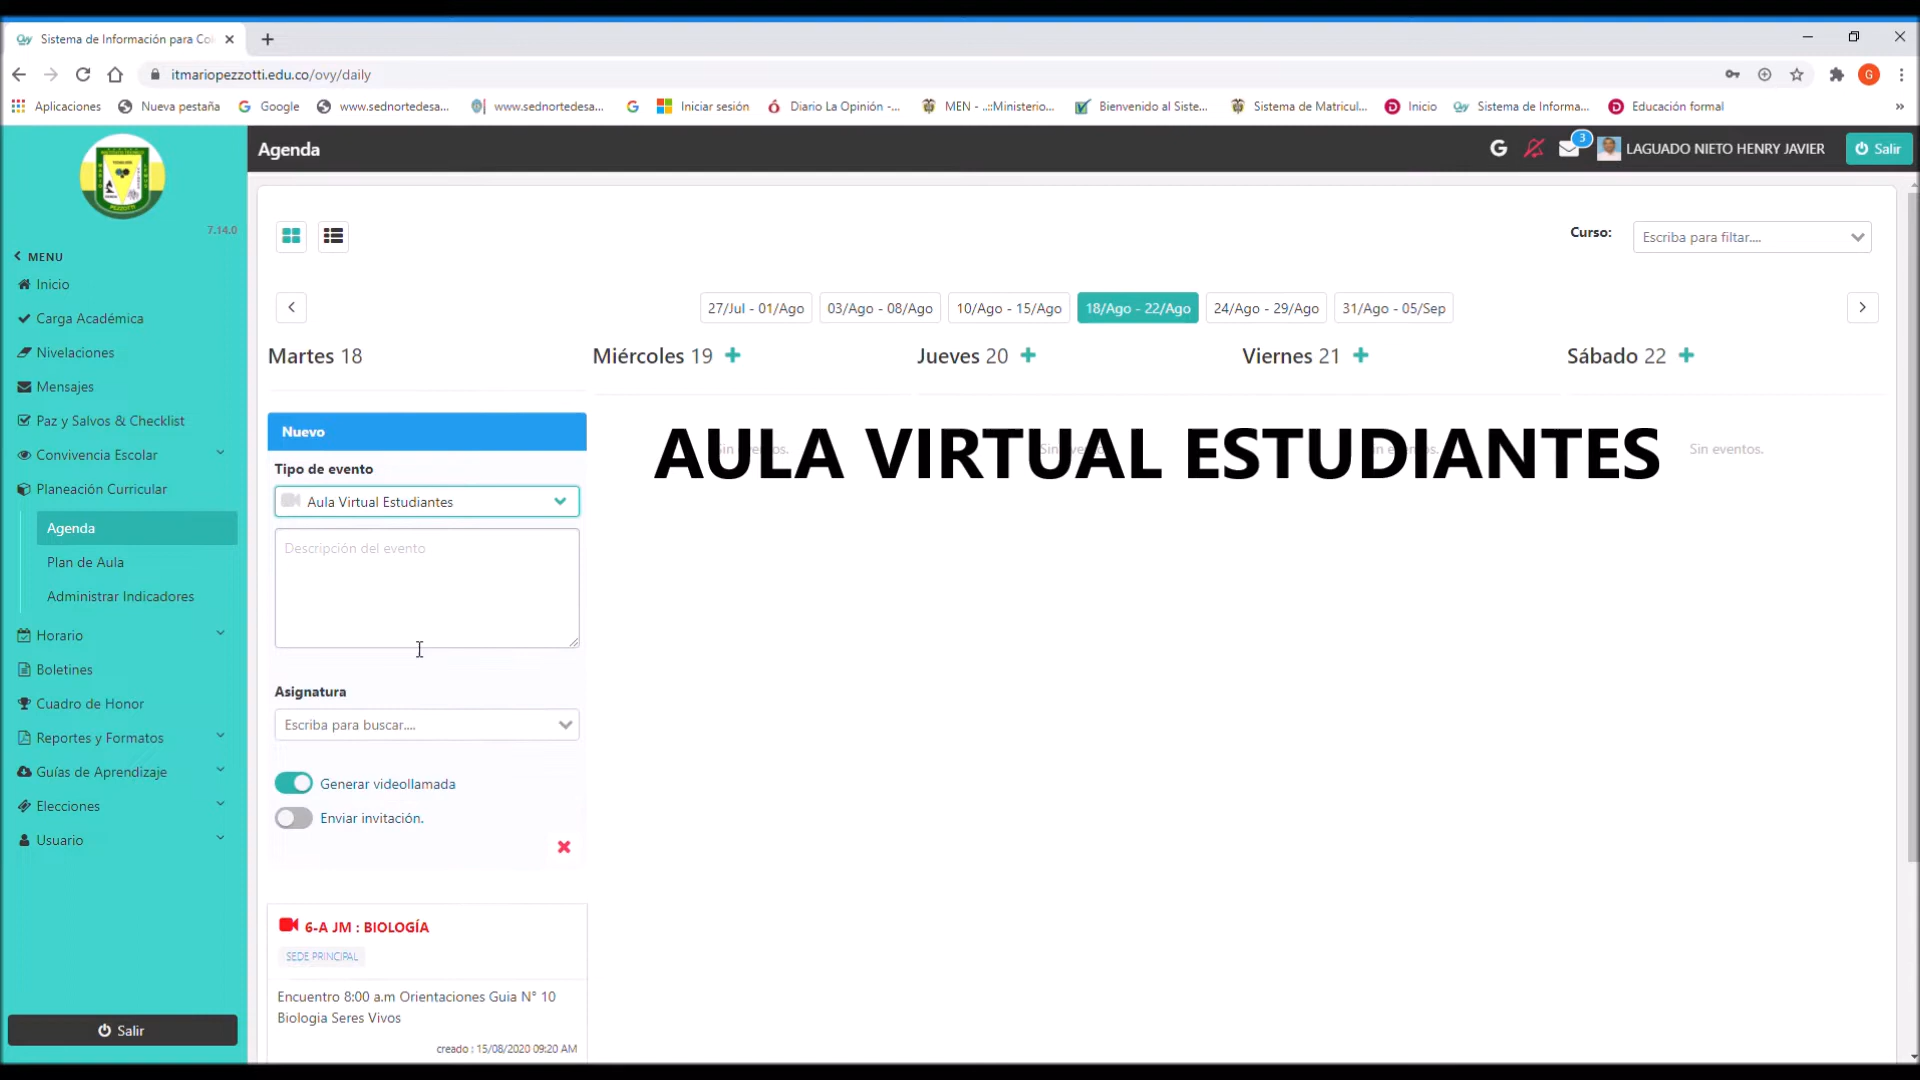 Sistema de Información para Co
itmariopezzotti.edu.co/ovy/daily
G
Aplicaciones
Nueva pestaña
Google
www.sednortedesa...
www.sednortedesa...
Iniciar sesión
Diario La Opinión -...
MEN - ..::Ministerio...
Bienvenido al Siste...
Sistema de Matricul...
Inicio
Sistema de Informa...
Educación formal
»
7.14.0
MENU
Inicio
Carga Académica
Nivelaciones
Mensajes
Paz y Salvos & Checklist
Convivencia Escolar
Planeación Curricular
Agenda
Plan de Aula
Administrar Indicadores
Horario
Boletines
Cuadro de Honor
Reportes y Formatos
Guías de Aprendizaje
Elecciones
Usuario
Salir
Agenda
3
LAGUADO NIETO HENRY JAVIER
Salir
Curso:
Escriba para filtar....
27/Jul - 01/Ago
03/Ago - 08/Ago
10/Ago - 15/Ago
18/Ago - 22/Ago
24/Ago - 29/Ago
31/Ago - 05/Sep
Martes 18
Miércoles 19
Jueves 20
Viernes 21
Sábado 22
AULA VIRTUAL ESTUDIANTES
Sin eventos.
Nuevo
Tipo de evento
Aula Virtual Estudiantes
Descripción del evento
Asignatura
Escriba para buscar....
Generar videollamada
Enviar invitación.
6-A JM : BIOLOGÍA
SEDE PRINCIPAL
Encuentro 8:00 a.m Orientaciones Guia N° 10
Biologia Seres Vivos
creado : 15/08/2020 09:20 AM